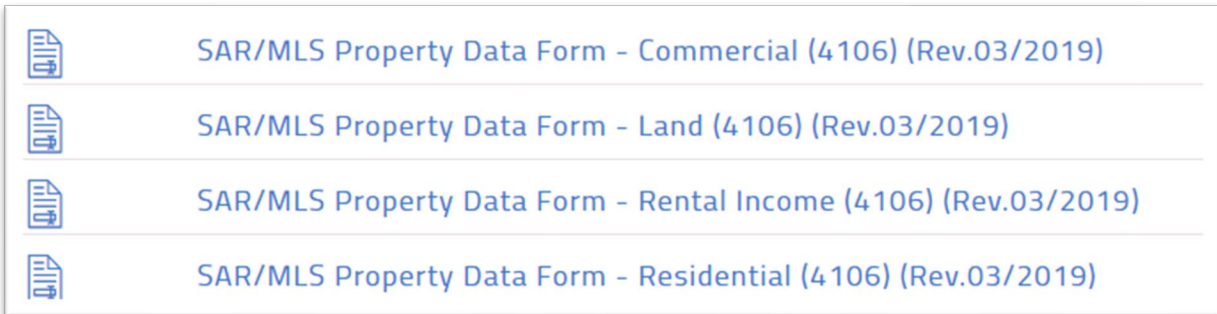 SAR/MLS Property Data Form - Commercial (4106) (Rev.03/2019)
SAR/MLS Property Data Form - Land (4106) (Rev.03/2019)
SAR/MLS Property Data Form - Rental Income (4106) (Rev.03/2019)
SAR/MLS Property Data Form - Residential (4106) (Rev.03/2019)